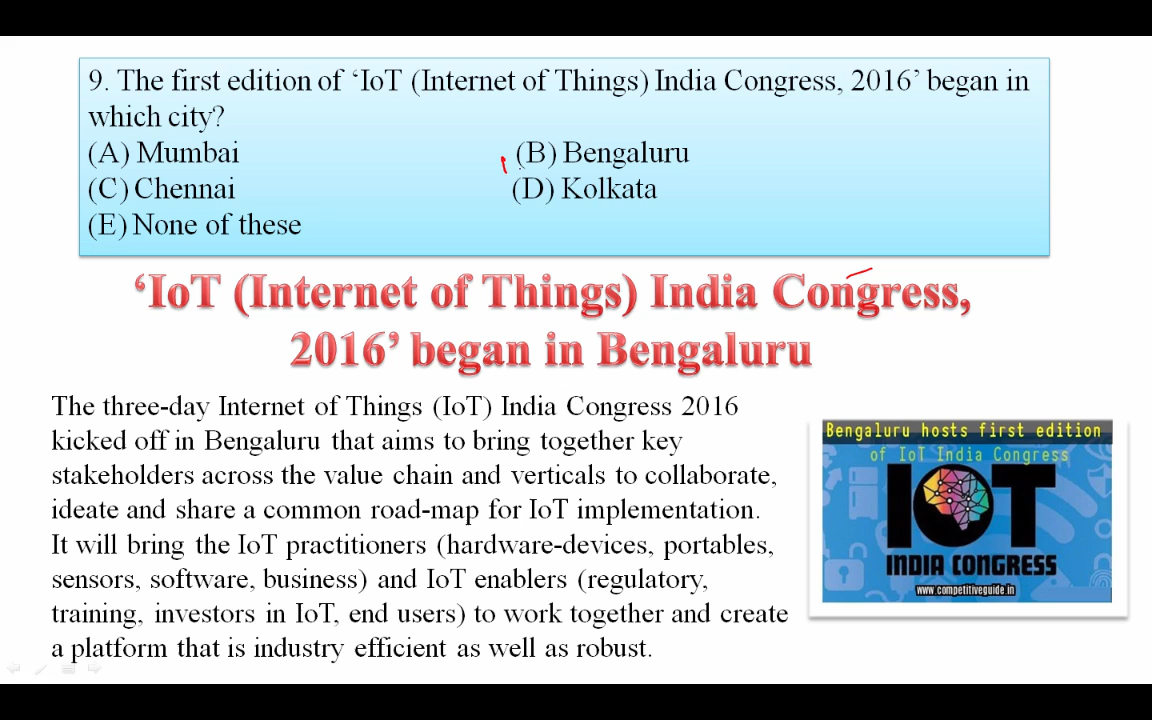 9. The first edition of ‘IoT (Internet of Things) India Congress, 2016’ began in
which city?
(A) Mumbai (B) Bengaluru
(C) Chennai (D) Kolkata
(E) None of these
‘IoT (Internet of Things) India Congress,
2016’ began in Bengaluru
The three-day Internet of Things (IoT) India Congress 2016
kicked off in Bengaluru that aims to bring together key
stakeholders across the value chain and verticals to collaborate,
ideate and share a common road-map for IoT implementation.
It will bring the IoT practitioners (hardware-devices, portables,
sensors, software, business) and IoT enablers (regulatory,
training, investors in IoT, end users) to work together and create
a platform that is industry efficient as well as robust.
Bengaluru hosts first edition
of IoT India Congress
IOT
INDIA CONGRESS
www.competitiveguide.in